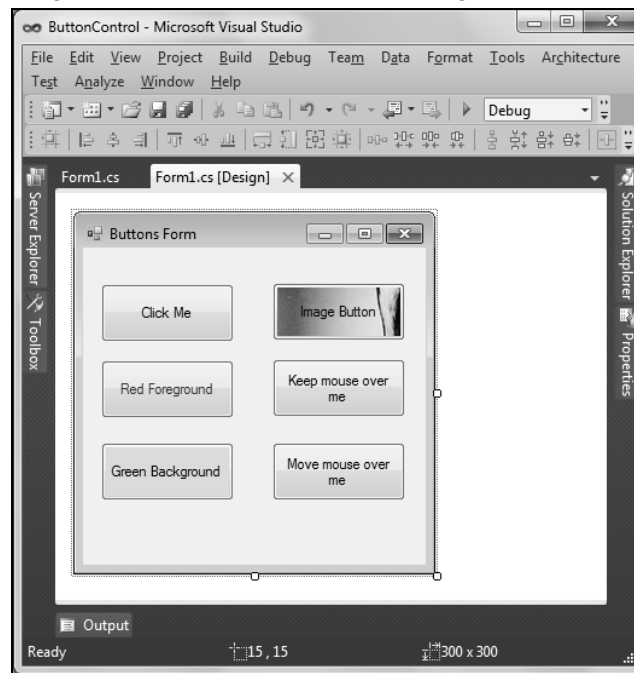 ButtonControl - Microsoft Visual Studio
File Edit View Project Build Debug Team Data Format Tools Architecture
Test Analyze Window Help
Debug
Form1.cs Form1.cs [Design]
Server Explorer
Toolbox
Buttons Form
Click Me
Image Button
Red Foreground
Keep mouse over
me
Green Background
Move mouse over
me
Solution Explorer
Properties
Output
Ready 15 , 15 300 x 300